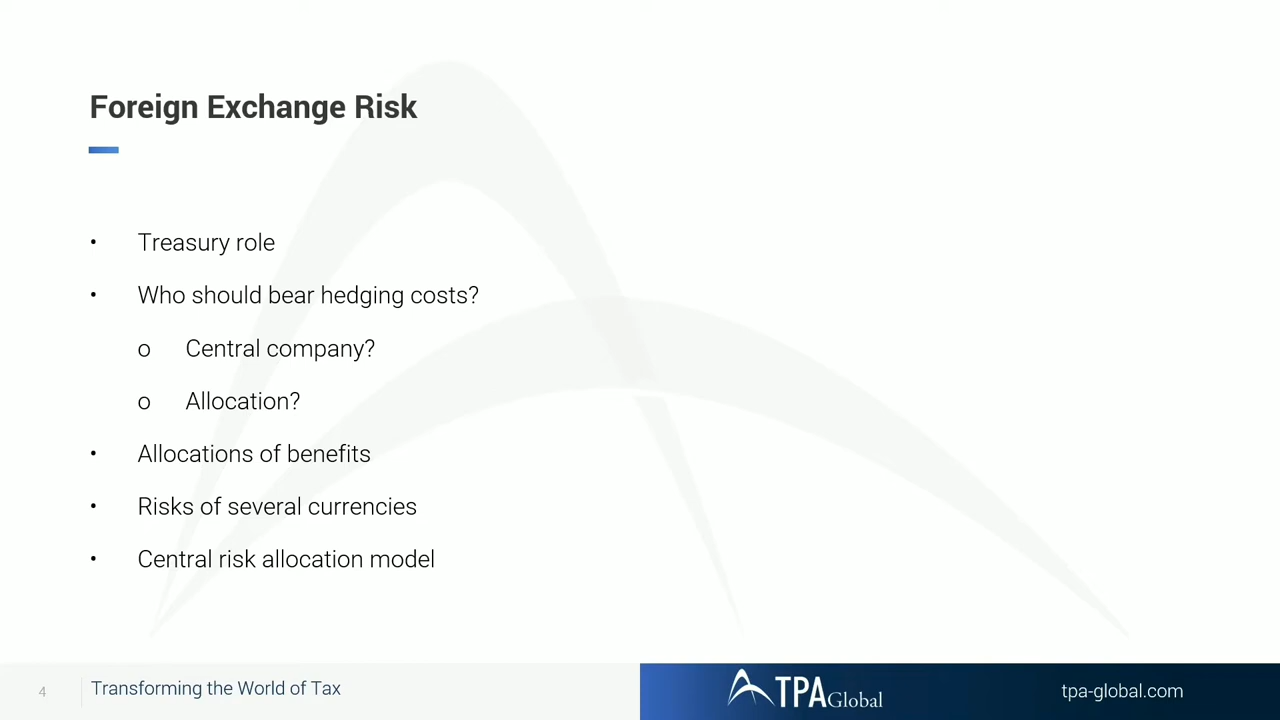 Foreign Exchange Risk
• Treasury role
• Who should bear hedging costs?
o Central company?
o Allocation?
• Allocations of benefits
• Risks of several currencies
• Central risk allocation model
4
Transforming the World of Tax
TPA Global
tpa-global.com